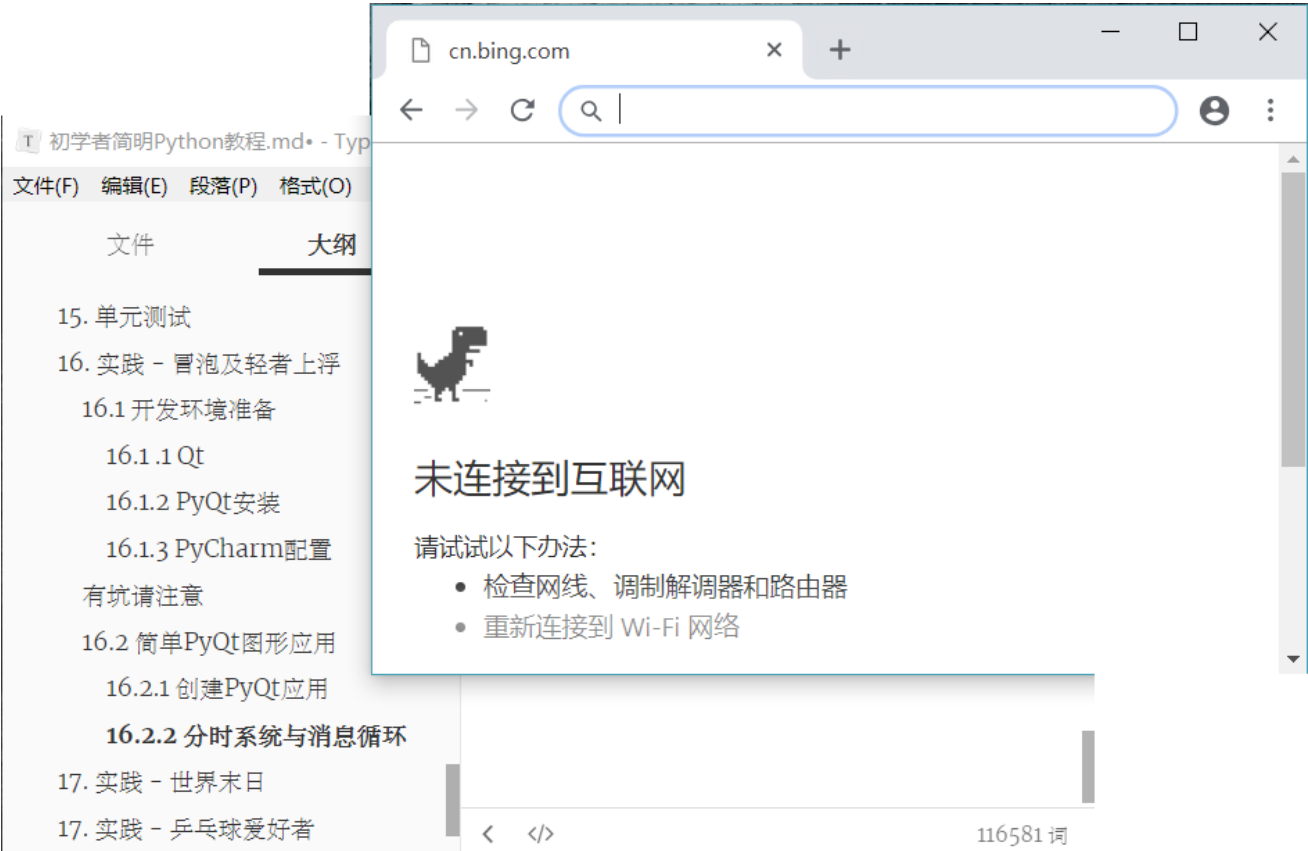 cn.bing.com
初学者简明Python教程.md• - Typ
文件(F) 编辑(E) 段落(P) 格式(O)
文件 大纲
15. 单元测试
16. 实践 - 冒泡及轻者上浮
16.1 开发环境准备
16.1 .1 Qt
16.1.2 PyQt安装
16.1.3 PyCharm配置
有坑请注意
16.2 简单PyQt图形应用
16.2.1 创建PyQt应用
16.2.2 分时系统与消息循环
17. 实践 - 世界末日
17. 实践 - 乒乓球爱好者
未连接到互联网
请试试以下办法：
• 检查网线、调制解调器和路由器
• 重新连接到 Wi-Fi 网络
116581 词